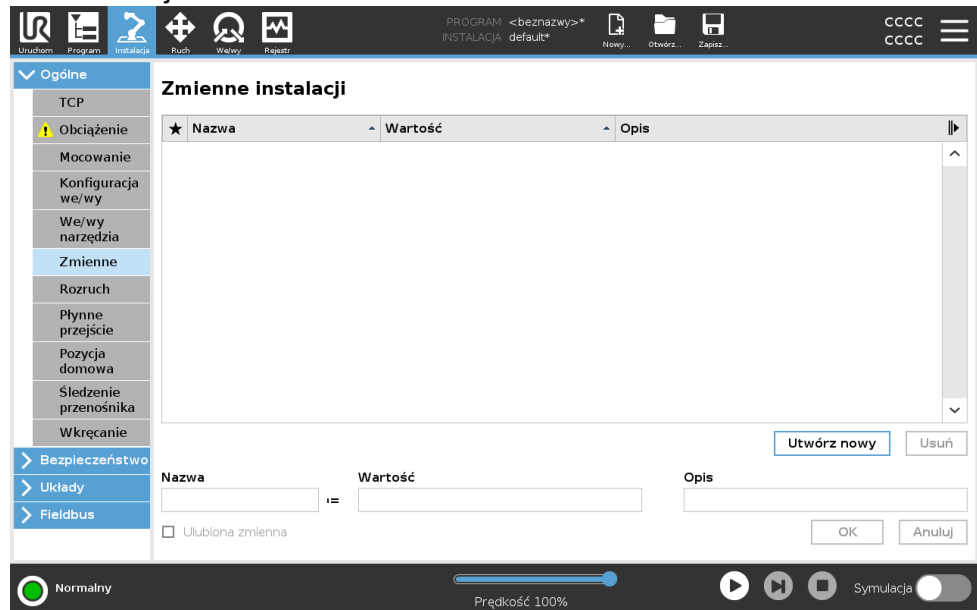 PROGRAM <beznazwy>*
INSTALACJA default*
CCCC
CCCC
Uruchom Program Instalacja Ruch We/wy Rejestr Nowy... Otwórz... Zapisz...
Ogólne
TCP
Obciążenie
Mocowanie
Konfiguracja
we/wy
We/wy
narzędzia
Zmienne
Rozruch
Płynne
przejście
Pozycja
domowa
Śledzenie
przenośnika
Wkręcanie
Bezpieczeństwo
Układy
Fieldbus
Zmienne instalacji
Nazwa Wartość Opis
Utwórz nowy Usuń
Nazwa Wartość Opis
:=
Ulubiona zmienna
OK Anuluj
Normalny
Prędkość 100%
Symulacja